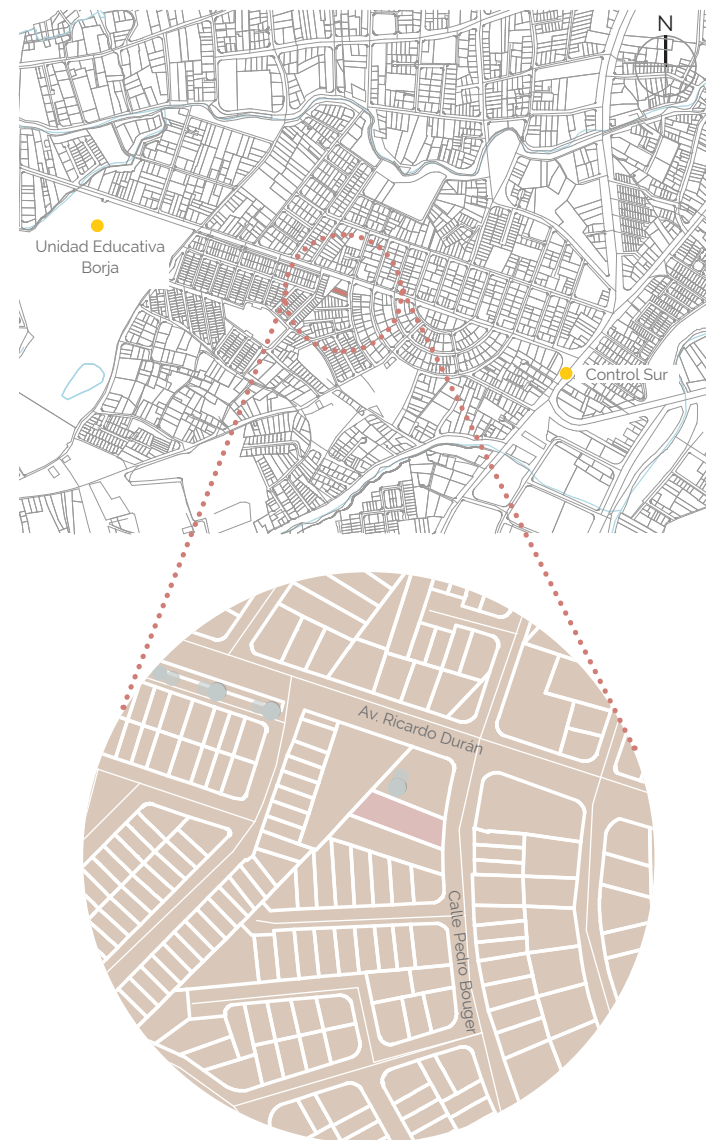 N
Unidad Educativa
Borja
Control Sur
Av. Ricardo Durán
Calle Pedro Bouger